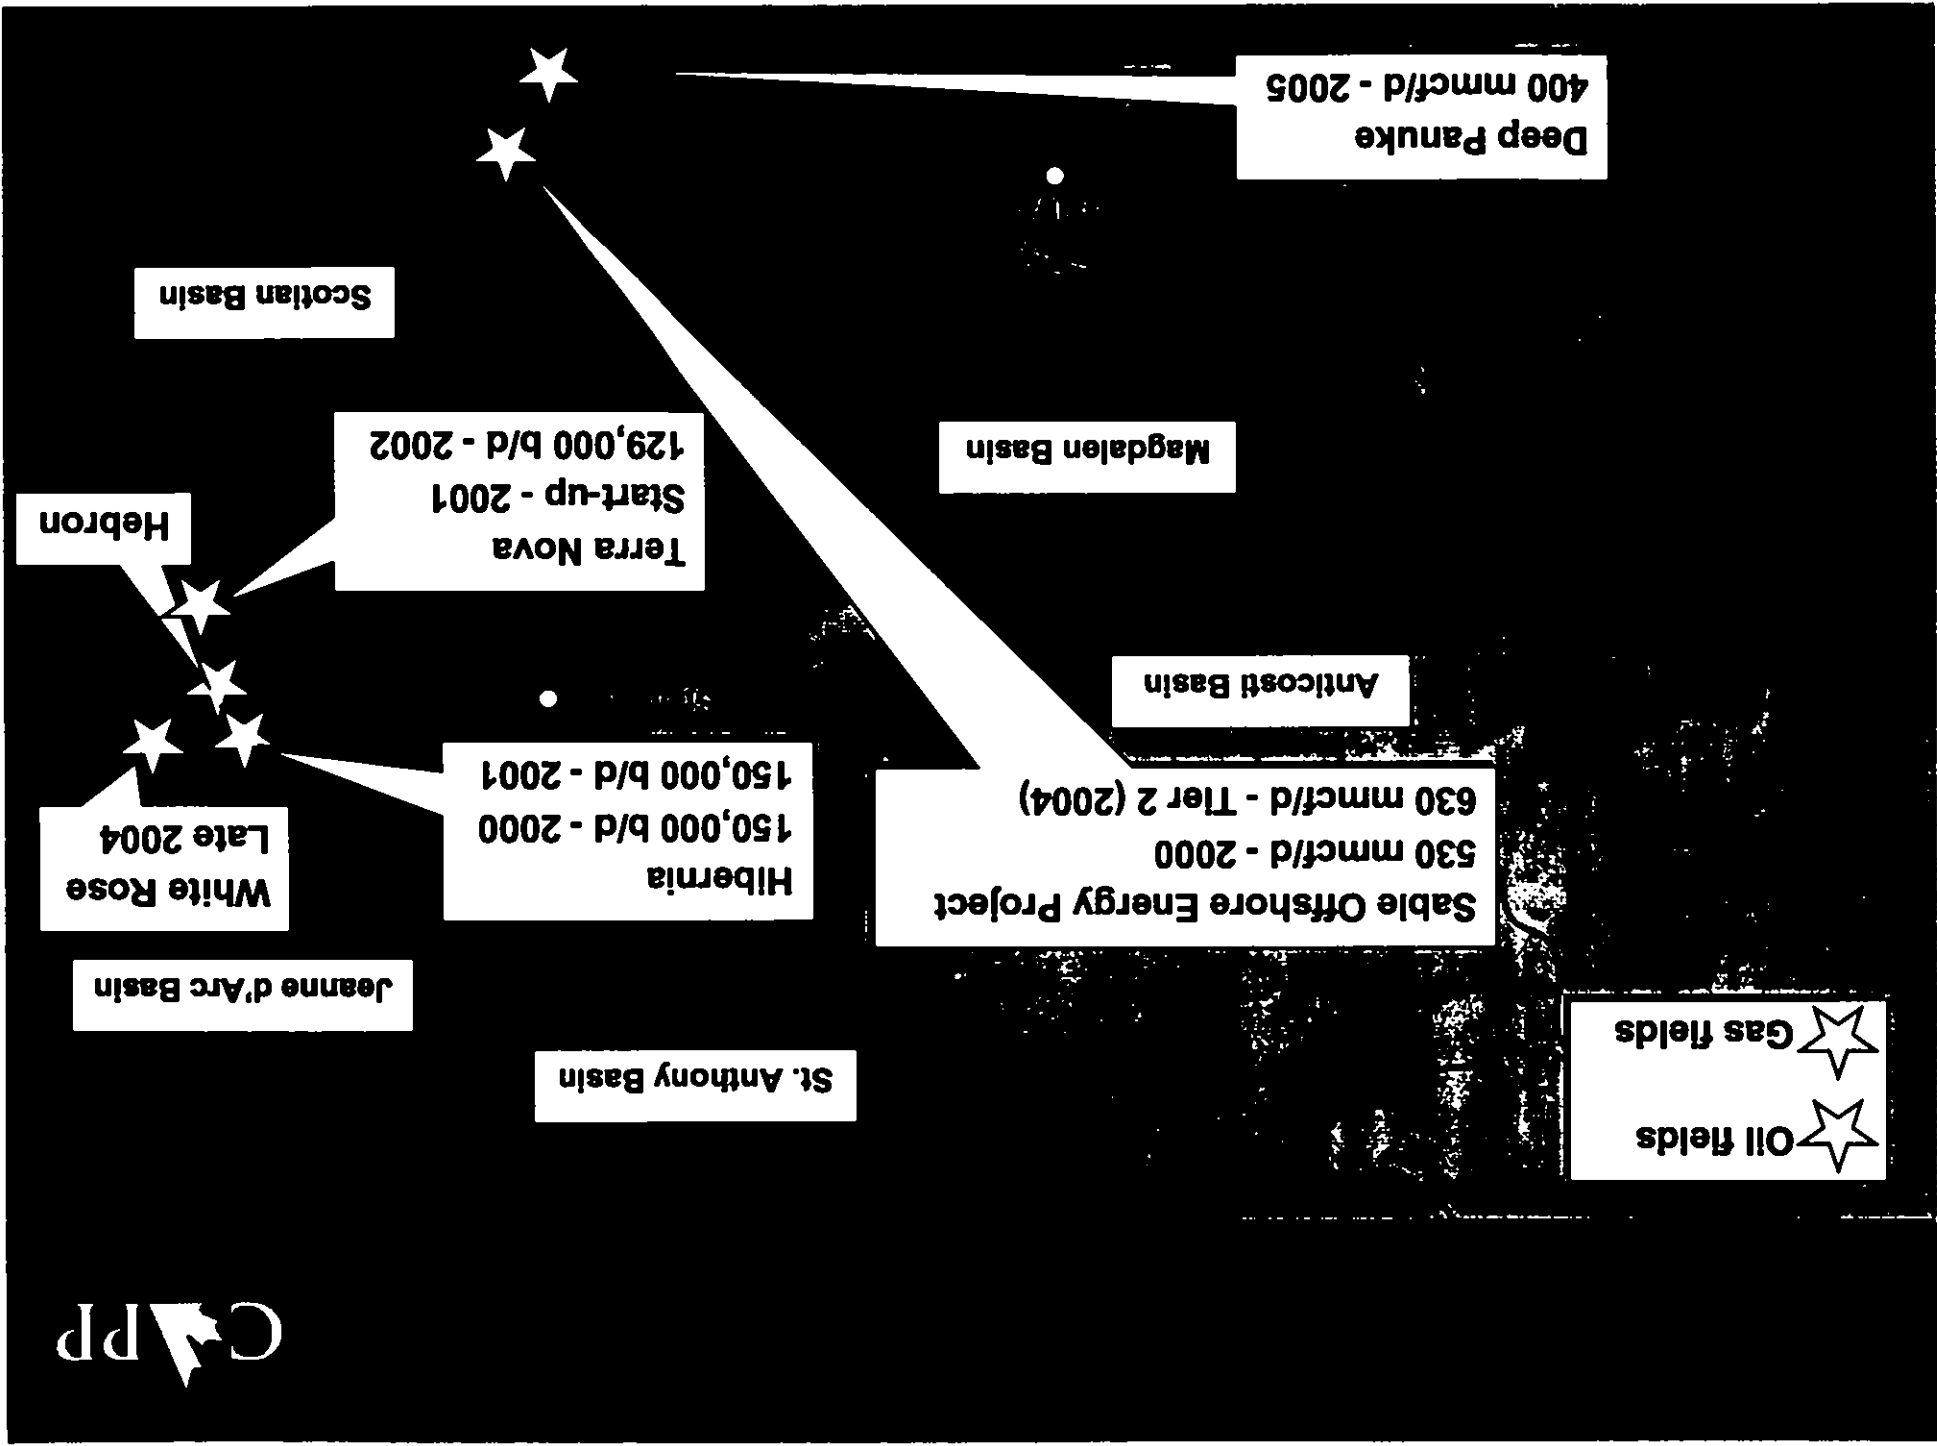 CAPP
Oil fields
Gas fields
St. Anthony Basin
Jeanne d'Arc Basin
Sable Offshore Energy Project
530 mmcf/d - 2000
630 mmcf/d - Tier 2 (2004)
Hibernia
150,000 b/d - 2000
150,000 b/d - 2001
White Rose
Late 2004
Anticosti Basin
Terra Nova
Start-up - 2001
129,000 b/d - 2002
Hebron
Magdalen Basin
Scotian Basin
Deep Panuke
400 mmcf/d - 2005